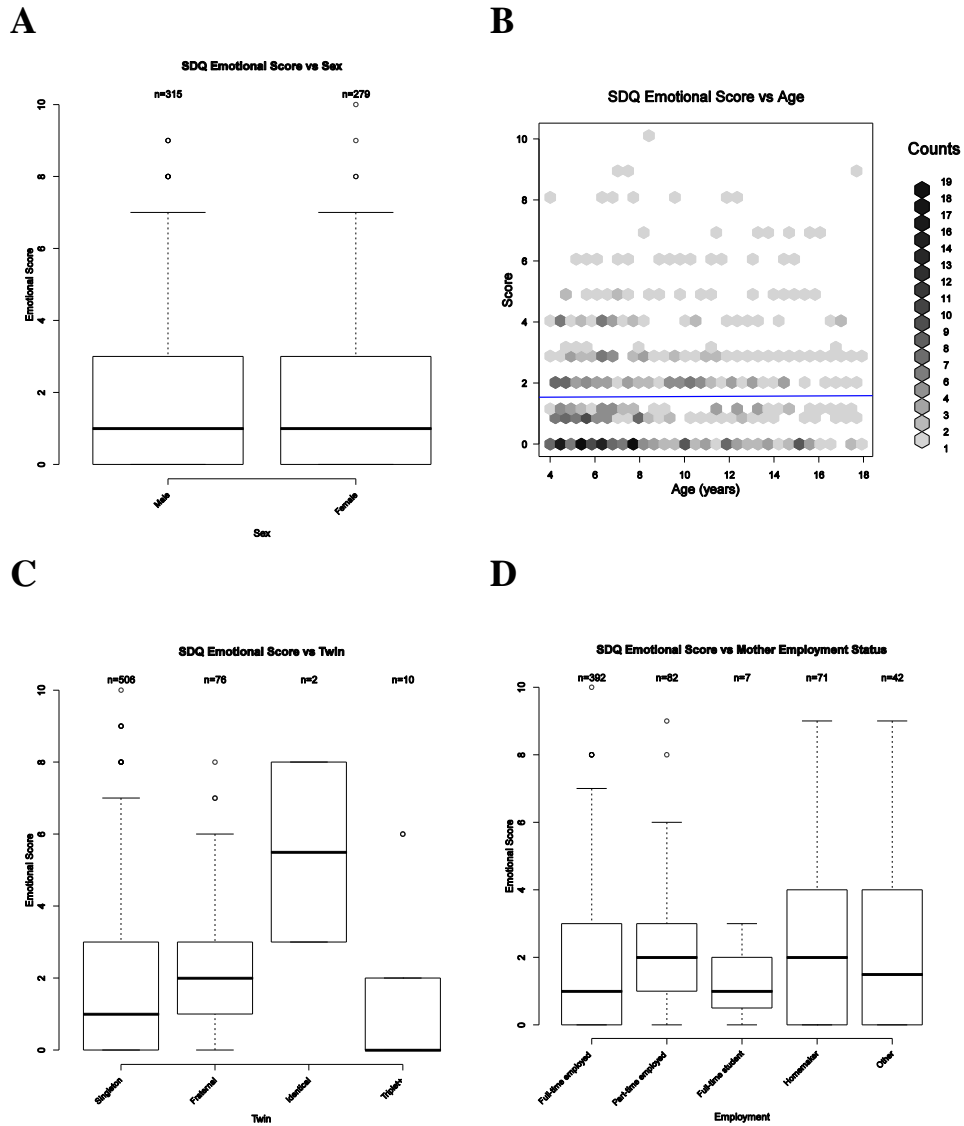 A
SDQ Emotional Score vs Sex
n=315 n=279
10
8
6
4
2
0
Emotional Score
Male Female
Sex
B
SDQ Emotional Score vs Age
10
8
6
4
2
0
Score
4 6 8 10 12 14 16 18
Age (years)
Counts
19
18
17
16
14
13
12
11
10
9
8
7
6
4
3
2
1
C
SDQ Emotional Score vs Twin
n=506 n=76 n=2 n=10
10
8
6
4
2
0
Emotional Score
Singleton Fraternal Identical Triplet+
Twin
D
SDQ Emotional Score vs Mother Employment Status
n=392 n=82 n=7 n=71 n=42
10
8
6
4
2
0
Emotional Score
Full-time employed Part-time employed Full-time student Homemaker Other
Employment